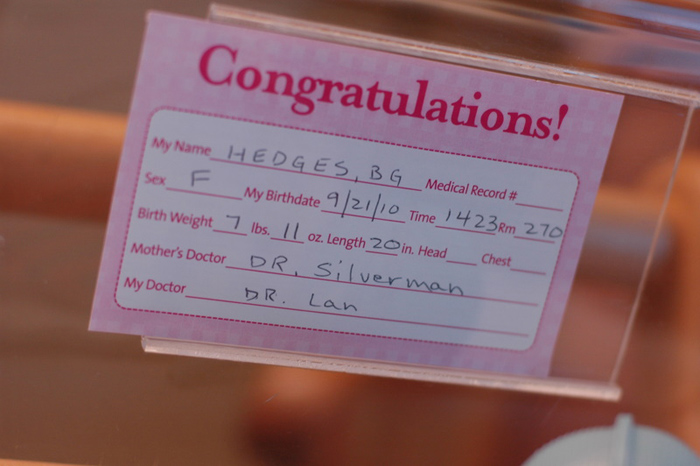 Congratulations!
My Name HEDGES, BG Medical Record #
Sex F My Birthdate 9/21/10 Time 1423 Rm 270
Birth Weight 7 lbs. 11 oz. Length 20 in. Head Chest
Mother's Doctor DR. Silverman
My Doctor DR. Lan